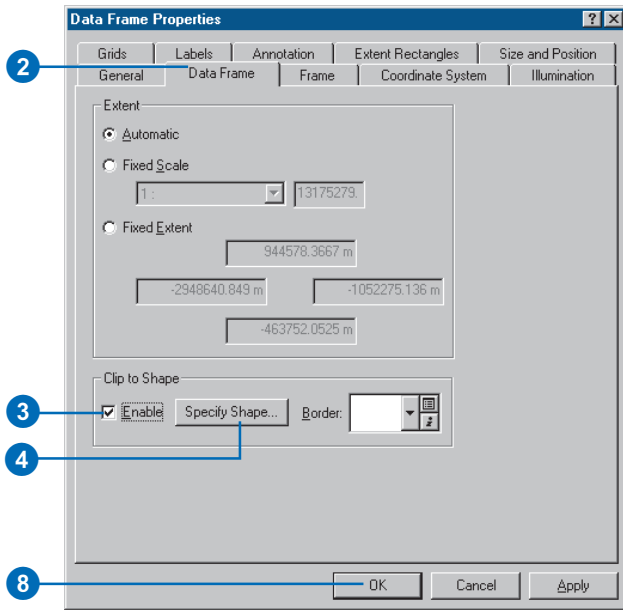 Data Frame Properties
? X
Grids Labels Annotation Extent Rectangles Size and Position
2
General Data Frame Frame Coordinate System Illumination
Extent
Automatic
Fixed Scale
1 : 13175279.
Fixed Extent
944578.3667 m
-2948640.849 m -1052275.136 m
-463752.0525 m
Clip to Shape
3 Enable Specify Shape... Border:
4
8 OK Cancel Apply